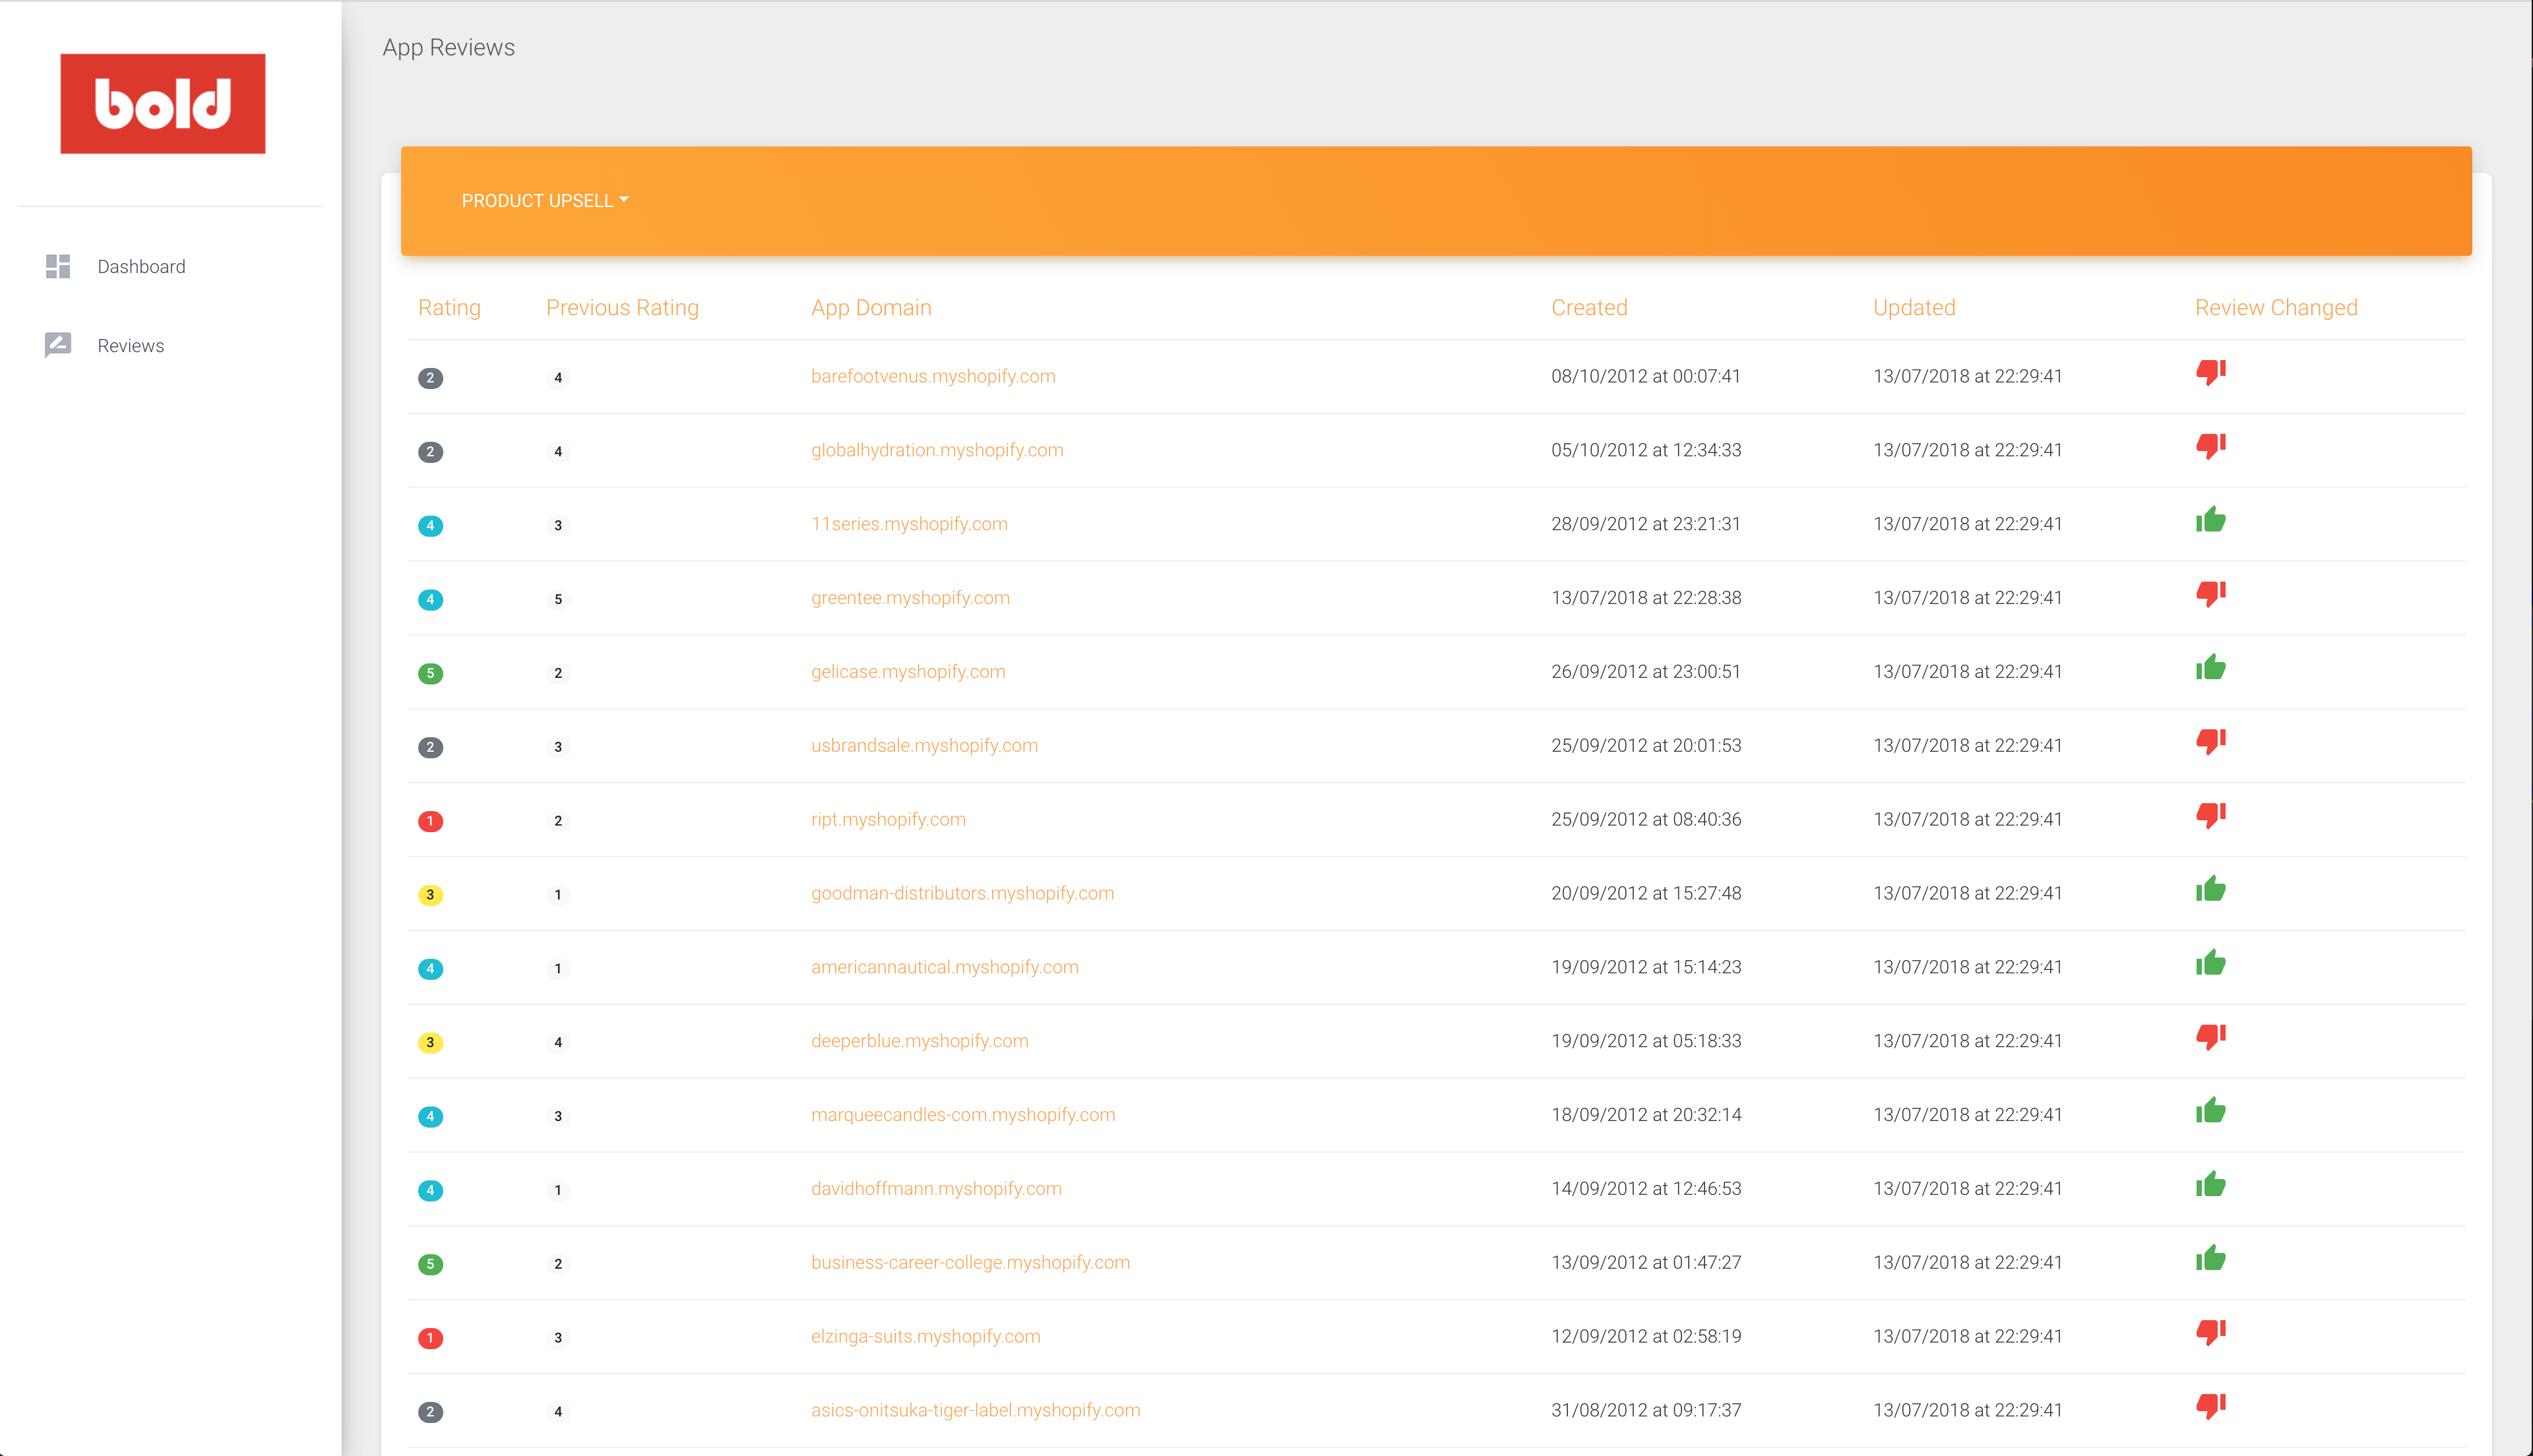 bold
Dashboard
Reviews
App Reviews
PRODUCT UPSELL
Rating Previous Rating App Domain Created Updated Review Changed
2 4 barefootvenus.myshopify.com 08/10/2012 at 00:07:41 13/07/2018 at 22:29:41
2 4 globalhydration.myshopify.com 05/10/2012 at 12:34:33 13/07/2018 at 22:29:41
4 3 11series.myshopify.com 28/09/2012 at 23:21:31 13/07/2018 at 22:29:41
4 5 greentee.myshopify.com 13/07/2018 at 22:28:38 13/07/2018 at 22:29:41
5 2 gelicase.myshopify.com 26/09/2012 at 23:00:51 13/07/2018 at 22:29:41
2 3 usbrandsale.myshopify.com 25/09/2012 at 20:01:53 13/07/2018 at 22:29:41
1 2 ript.myshopify.com 25/09/2012 at 08:40:36 13/07/2018 at 22:29:41
3 1 goodman-distributors.myshopify.com 20/09/2012 at 15:27:48 13/07/2018 at 22:29:41
4 1 americannautical.myshopify.com 19/09/2012 at 15:14:23 13/07/2018 at 22:29:41
3 4 deeperblue.myshopify.com 19/09/2012 at 05:18:33 13/07/2018 at 22:29:41
4 3 marqueecandles-com.myshopify.com 18/09/2012 at 20:32:14 13/07/2018 at 22:29:41
4 1 davidhoffmann.myshopify.com 14/09/2012 at 12:46:53 13/07/2018 at 22:29:41
5 2 business-career-college.myshopify.com 13/09/2012 at 01:47:27 13/07/2018 at 22:29:41
1 3 elzinga-suits.myshopify.com 12/09/2012 at 02:58:19 13/07/2018 at 22:29:41
2 4 asics-onitsuka-tiger-label.myshopify.com 31/08/2012 at 09:17:37 13/07/2018 at 22:29:41